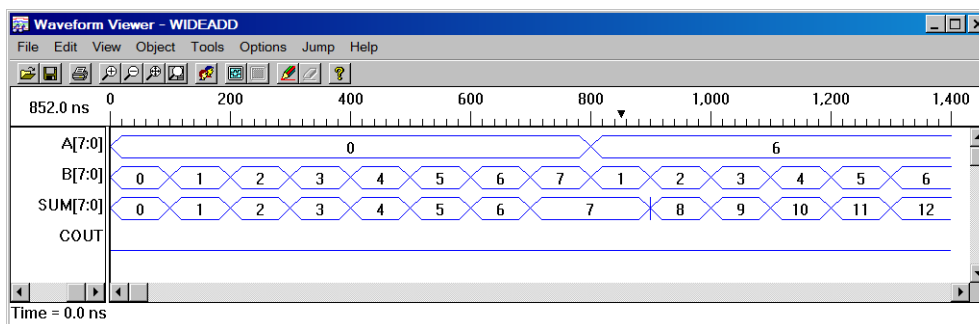 Waveform Viewer - WIDEADD
File Edit View Object Tools Options Jump Help
852.0 ns 0 200 400 600 800 1,000 1,200 1,400
A[7:0] 0 6
B[7:0] 0 1 2 3 4 5 6 7 1 2 3 4 5 6
SUM[7:0] 0 1 2 3 4 5 6 7 8 9 10 11 12
COUT
Time = 0.0 ns